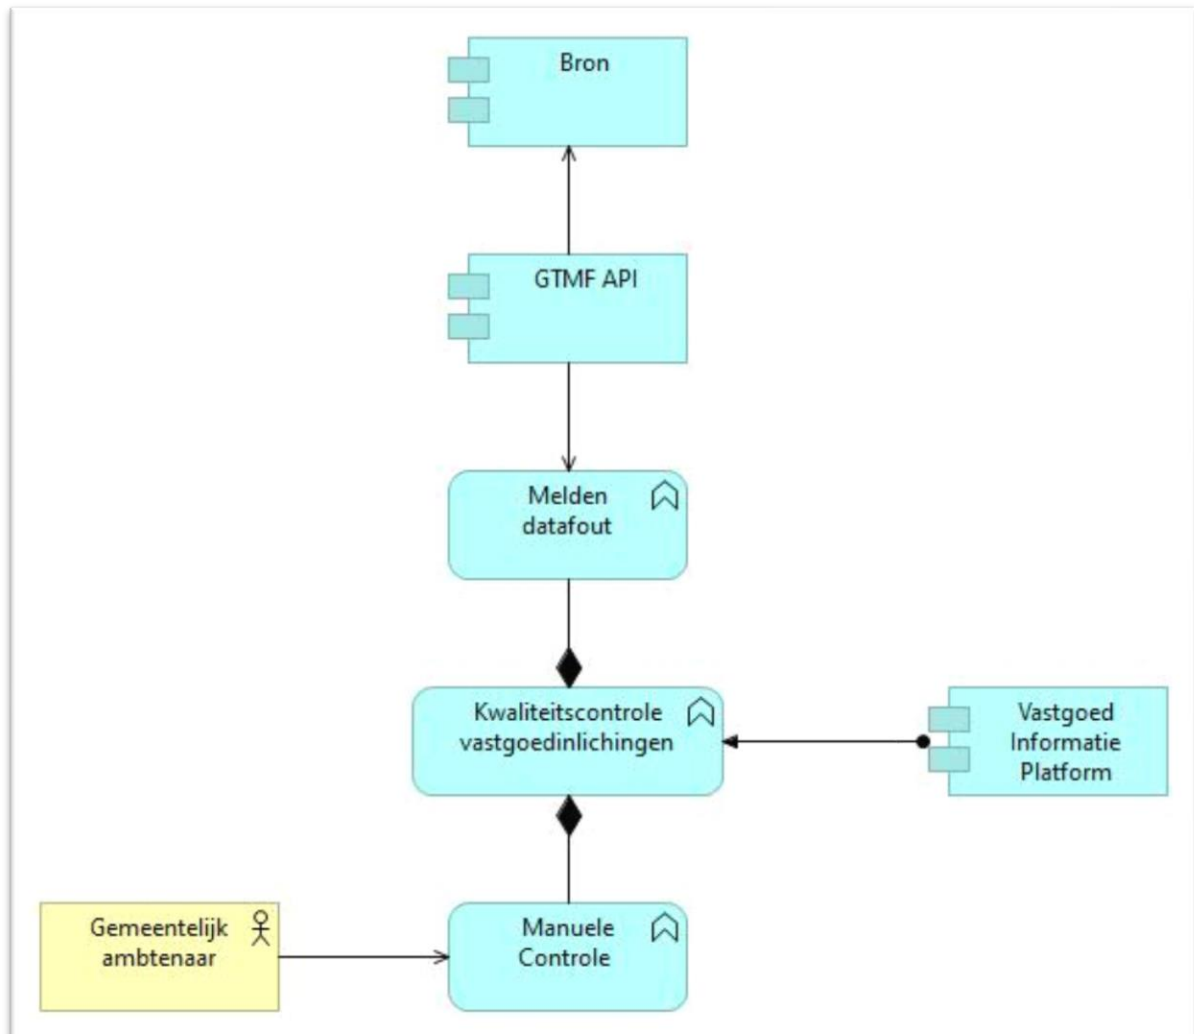 Bron
GTMF API
Melden
datafout
Kwaliteitscontrole
vastgoedinlichingen
Vastgoed
Informatie
Platform
Gemeentelijk
ambtenaar
Manuele
Controle